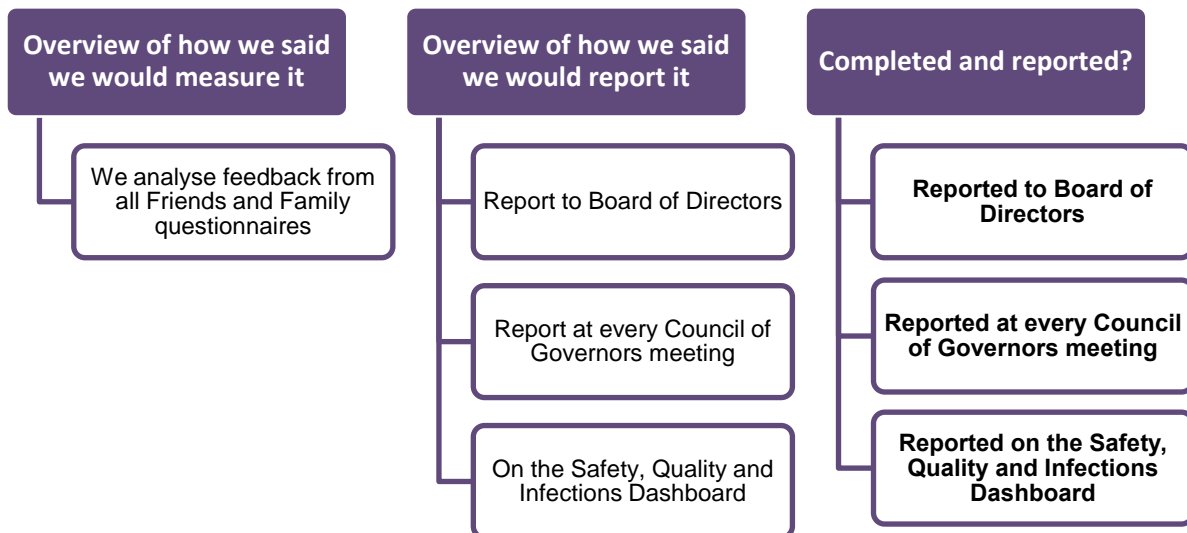 Overview of how we said
we would measure it
We analyse feedback from
all Friends and Family
questionnaires
Overview of how we said
we would report it
Report to Board of Directors
Report at every Council of
Governors meeting
On the Safety, Quality and
Infections Dashboard
Completed and reported?
Reported to Board of
Directors
Reported at every Council
of Governors meeting
Reported on the Safety,
Quality and Infections
Dashboard